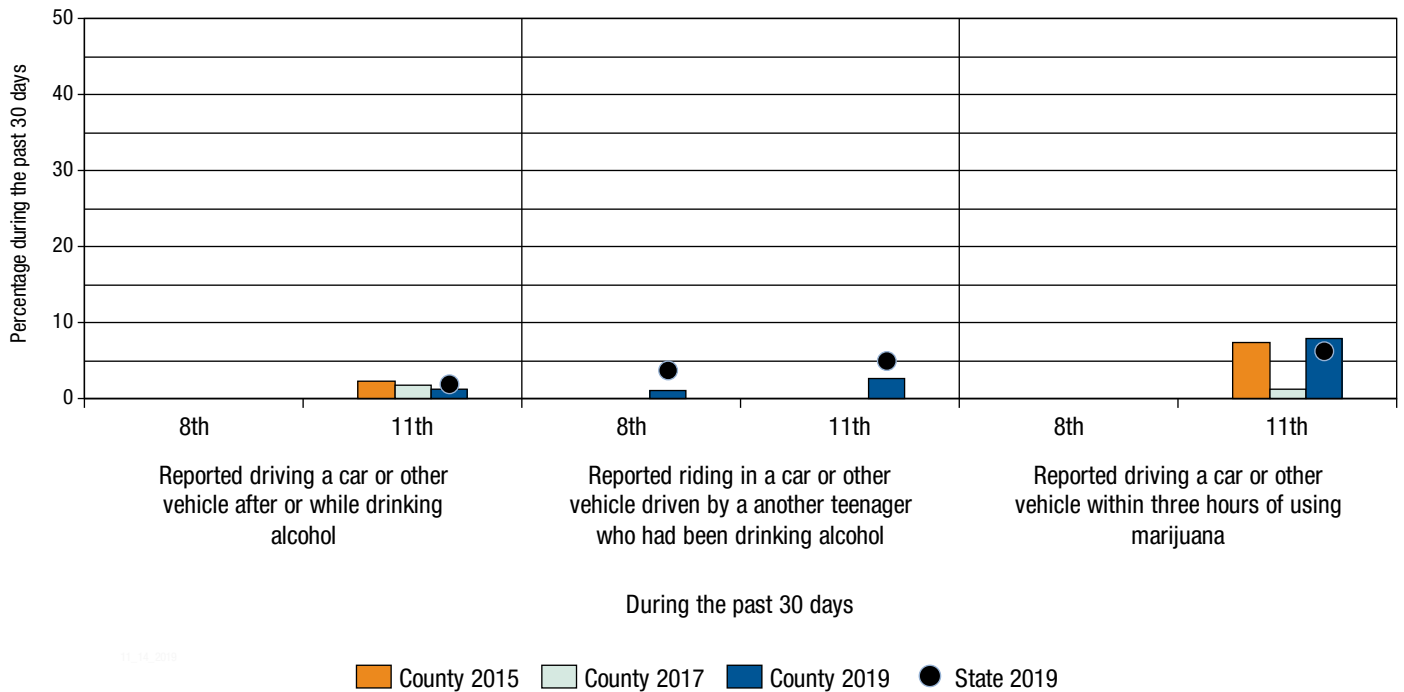 Percentage during the past 30 days
50
40
30
20
10
0
8th 11th 8th 11th 8th 11th
Reported driving a car or other
vehicle after or while drinking
alcohol
Reported riding in a car or other
vehicle driven by a another teenager
who had been drinking alcohol
Reported driving a car or other
vehicle within three hours of using
marijuana
During the past 30 days
County 2015 County 2017 County 2019 State 2019